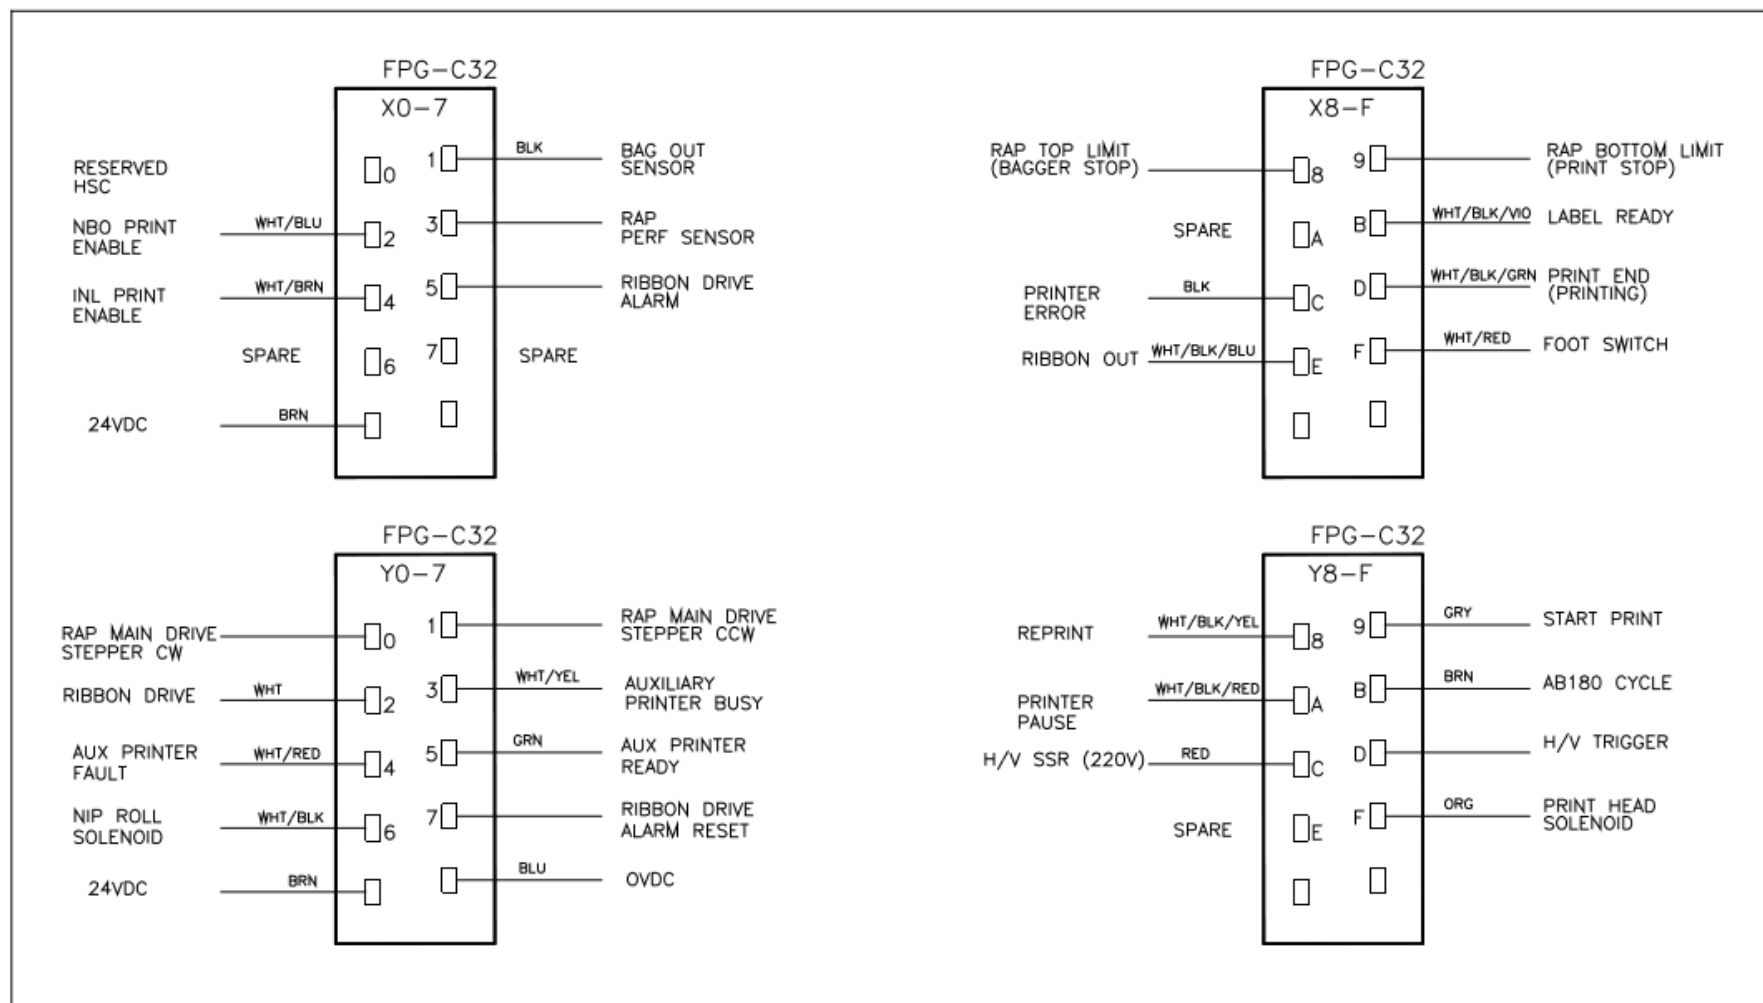 FPG-C32
X0-7
RESERVED
HSC
0
1
BLK
BAG OUT
SENSOR
NBO PRINT
ENABLE
WHT/BLU
2
3
RAP
PERF SENSOR
INL PRINT
ENABLE
WHT/BRN
4
5
RIBBON DRIVE
ALARM
SPARE
6
7
SPARE
24VDC
BRN
FPG-C32
X8-F
RAP TOP LIMIT
(BAGGER STOP)
8
9
RAP BOTTOM LIMIT
(PRINT STOP)
SPARE
A
B
WHT/BLK/VIO
LABEL READY
PRINTER
ERROR
BLK
C
D
WHT/BLK/GRN
PRINT END
(PRINTING)
RIBBON OUT
WHT/BLK/BLU
E
F
WHT/RED
FOOT SWITCH
FPG-C32
Y0-7
RAP MAIN DRIVE
STEPPER CW
0
1
RAP MAIN DRIVE
STEPPER CCW
RIBBON DRIVE
WHT
2
3
WHT/YEL
AUXILIARY
PRINTER BUSY
AUX PRINTER
FAULT
WHT/RED
4
5
GRN
AUX PRINTER
READY
NIP ROLL
SOLENOID
WHT/BLK
6
7
RIBBON DRIVE
ALARM RESET
24VDC
BRN
BLU
0VDC
FPG-C32
Y8-F
REPRINT
WHT/BLK/YEL
8
9
GRY
START PRINT
PRINTER
PAUSE
WHT/BLK/RED
A
B
BRN
AB180 CYCLE
H/V SSR (220V)
RED
C
D
H/V TRIGGER
SPARE
E
F
ORG
PRINT HEAD
SOLENOID